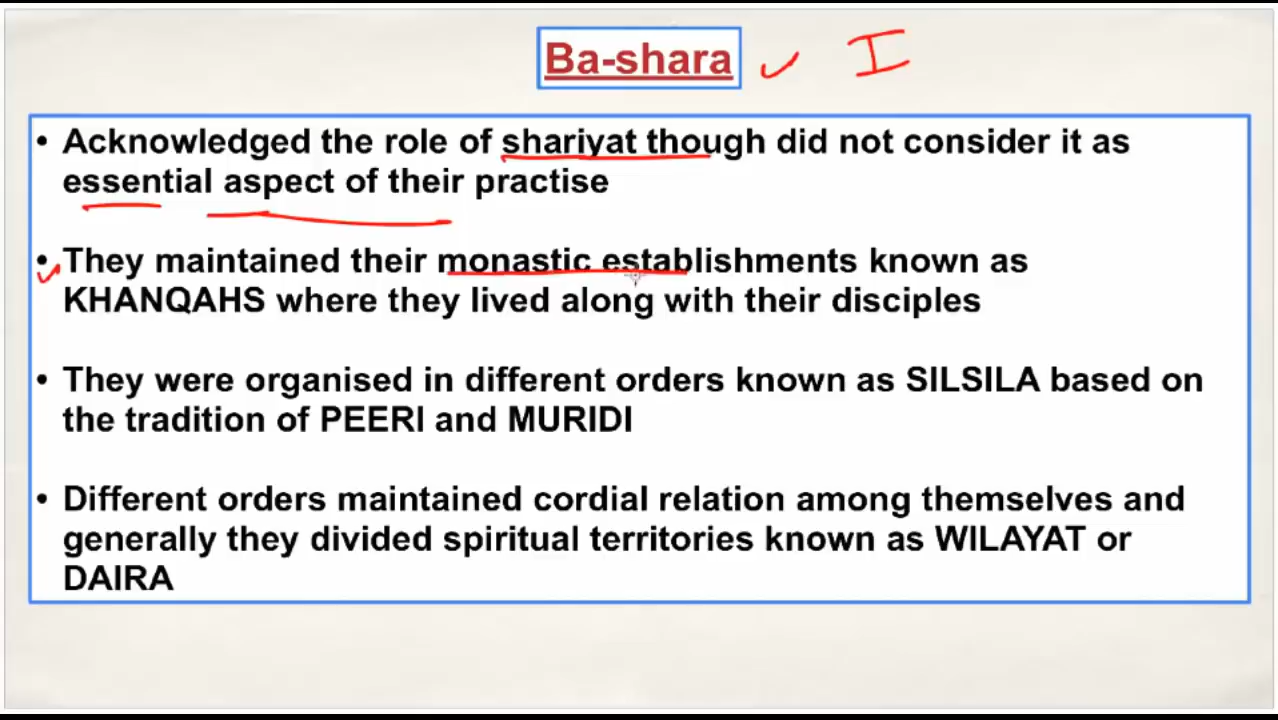 Ba-shara I
• Acknowledged the role of shariyat though did not consider it as
essential aspect of their practise
• They maintained their monastic establishments known as
KHANQAHS where they lived along with their disciples
• They were organised in different orders known as SILSILA based on
the tradition of PEERI and MURIDI
• Different orders maintained cordial relation among themselves and
generally they divided spiritual territories known as WILAYAT or
DAIRA